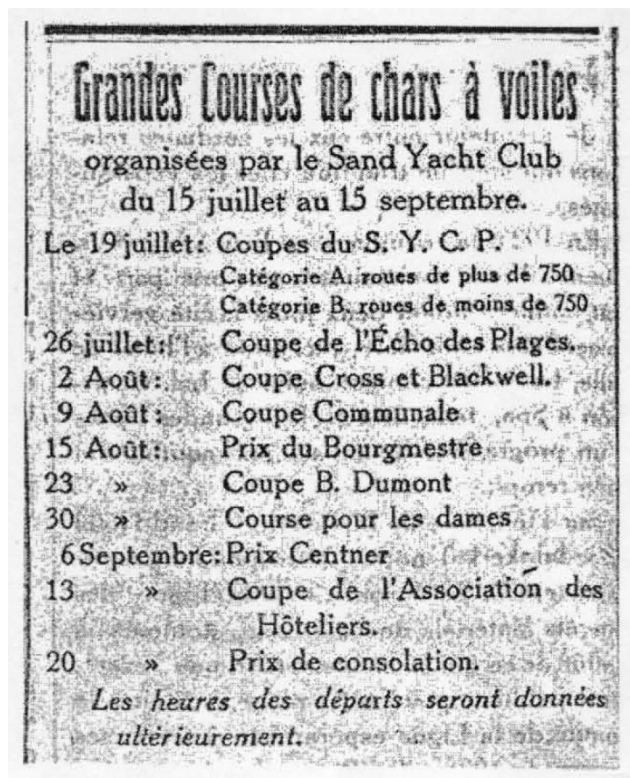 Grandes Courses de chars à voiles
organisées par le Sand Yacht Club
du 15 juillet au 15 septembre.
Le 19 juillet: Coupes du S. Y. C. P.
Catégorie A. roues de plus de 750
Catégorie B. roues de moins de 750
26 juillet: Coupe de l'Écho des Plages.
2 Août: Coupe Cross et Blackwell.
9 Août: Coupe Communale
15 Août: Prix du Bourgmestre
23 » Coupe B. Dumont
30 » Course pour les dames
6 Septembre: Prix Centner
13 » Coupe de l'Association des
Hôteliers.
20 » Prix de consolation.
Les heures des départs seront données
ultérieurement.